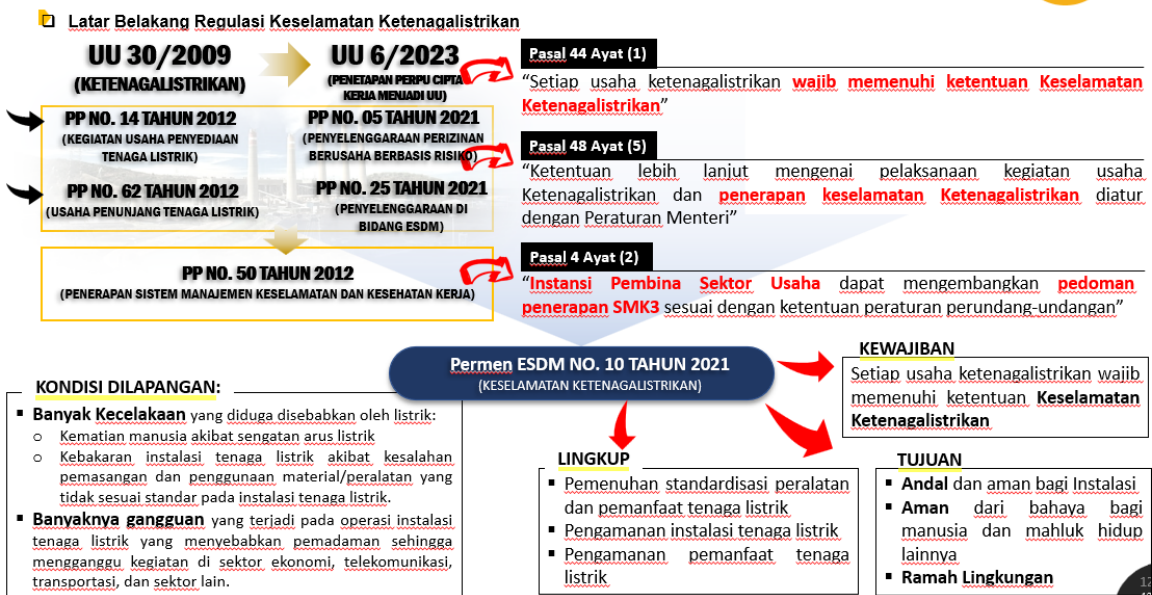 Latar Belakang Regulasi Keselamatan Ketenagalistrikan
UU 30/2009
(KETENAGALISTRIKAN)
UU 6/2023
(PENETAPAN PERPU CIPTA
KERJA MENJADI UU)
PP NO. 14 TAHUN 2012
(KEGIATAN USAHA PENYEDIAAN
TENAGA LISTRIK)
PP NO. 05 TAHUN 2021
(PENYELENGGARAAN PERIZINAN
BERUSAHA BERBASIS RISIKO)
PP NO. 62 TAHUN 2012
(USAHA PENUNJANG TENAGA LISTRIK)
PP NO. 25 TAHUN 2021
(PENYELENGGARAAN DI
BIDANG ESDM)
PP NO. 50 TAHUN 2012
(PENERAPAN SISTEM MANAJEMEN KESELAMATAN DAN KESEHATAN KERJA)
Pasal 44 Ayat (1)
“Setiap usaha ketenagalistrikan wajib memenuhi ketentuan Keselamatan
Ketenagalistrikan”
Pasal 48 Ayat (5)
“Ketentuan lebih lanjut mengenai pelaksanaan kegiatan usaha
Ketenagalistrikan dan penerapan keselamatan Ketenagalistrikan diatur
dengan Peraturan Menteri”
Pasal 4 Ayat (2)
“Instansi Pembina Sektor Usaha dapat mengembangkan pedoman
penerapan SMK3 sesuai dengan ketentuan peraturan perundang-undangan”
Permen ESDM NO. 10 TAHUN 2021
(KESELAMATAN KETENAGALISTRIKAN)
KONDISI DILAPANGAN:
▪ Banyak Kecelakaan yang diduga disebabkan oleh listrik:
o Kematian manusia akibat sengatan arus listrik
o Kebakaran instalasi tenaga listrik akibat kesalahan
pemasangan dan penggunaan material/peralatan yang
tidak sesuai standar pada instalasi tenaga listrik.
▪ Banyaknya gangguan yang terjadi pada operasi instalasi
tenaga listrik yang menyebabkan pemadaman sehingga
mengganggu kegiatan di sektor ekonomi, telekomunikasi,
transportasi, dan sektor lain.
LINGKUP
▪ Pemenuhan standardisasi peralatan
dan pemanfaat tenaga listrik
▪ Pengamanan instalasi tenaga listrik
▪ Pengamanan pemanfaat tenaga
listrik
KEWAJIBAN
Setiap usaha ketenagalistrikan wajib
memenuhi ketentuan Keselamatan
Ketenagalistrikan
TUJUAN
▪ Andal dan aman bagi Instalasi
▪ Aman dari bahaya bagi
manusia dan mahluk hidup
lainnya
▪ Ramah Lingkungan